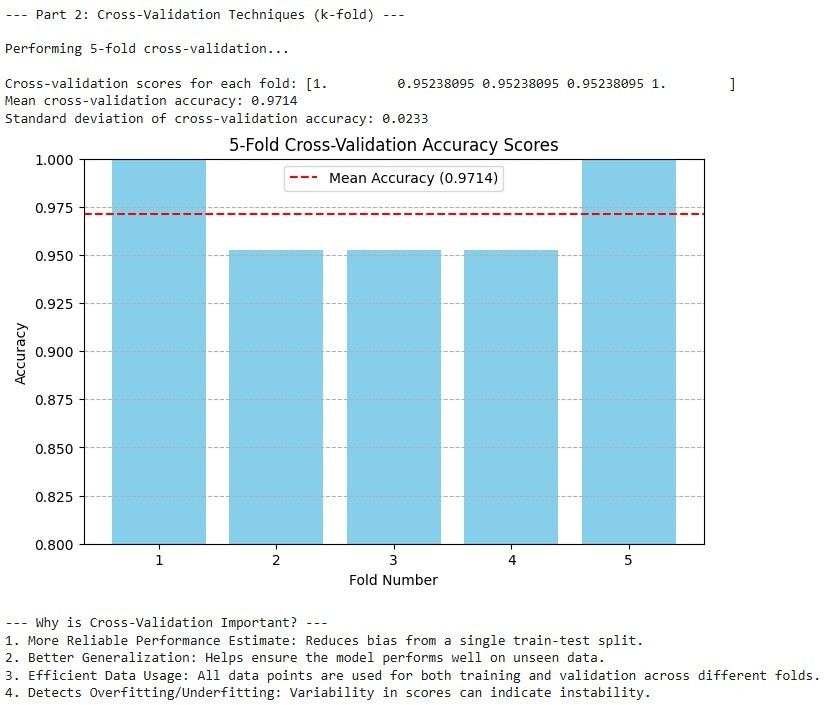 --- Part 2: Cross-Validation Techniques (k-fold) ---
Performing 5-fold cross-validation...
Cross-validation scores for each fold: [1.         0.95238095 0.95238095 0.95238095 1.        ]
Mean cross-validation accuracy: 0.9714
Standard deviation of cross-validation accuracy: 0.0233
5-Fold Cross-Validation Accuracy Scores
Mean Accuracy (0.9714)
1.000
0.975
0.950
0.925
0.900
0.875
0.850
0.825
0.800
Accuracy
1 2 3 4 5
Fold Number
--- Why is Cross-Validation Important? ---
1. More Reliable Performance Estimate: Reduces bias from a single train-test split.
2. Better Generalization: Helps ensure the model performs well on unseen data.
3. Efficient Data Usage: All data points are used for both training and validation across different folds.
4. Detects Overfitting/Underfitting: Variability in scores can indicate instability.